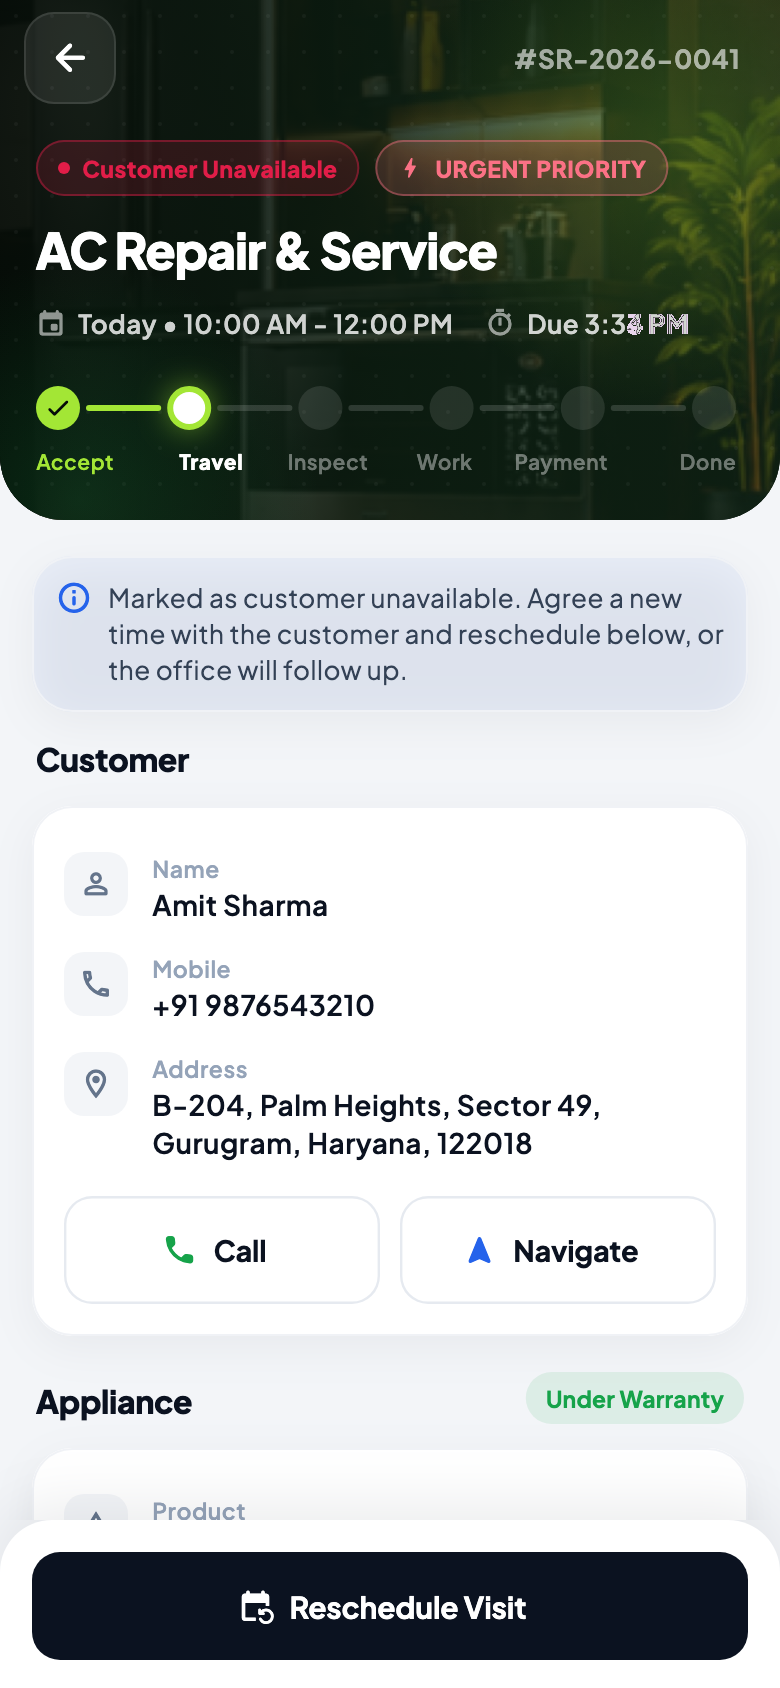 #SR-2026-0041
Customer Unavailable
URGENT PRIORITY
AC Repair & Service
Today • 10:00 AM - 12:00 PM
Due PM
Accept
Travel
Inspect
Work
Payment
Done
Marked as customer unavailable. Agree a new
time with the customer and reschedule below, or
the office will follow up.
Customer
Name
Amit Sharma
Mobile
+91 9876543210
Address
B-204, Palm Heights, Sector 49,
Gurugram, Haryana, 122018
Call
Navigate
Appliance
Under Warranty
Product
Reschedule Visit